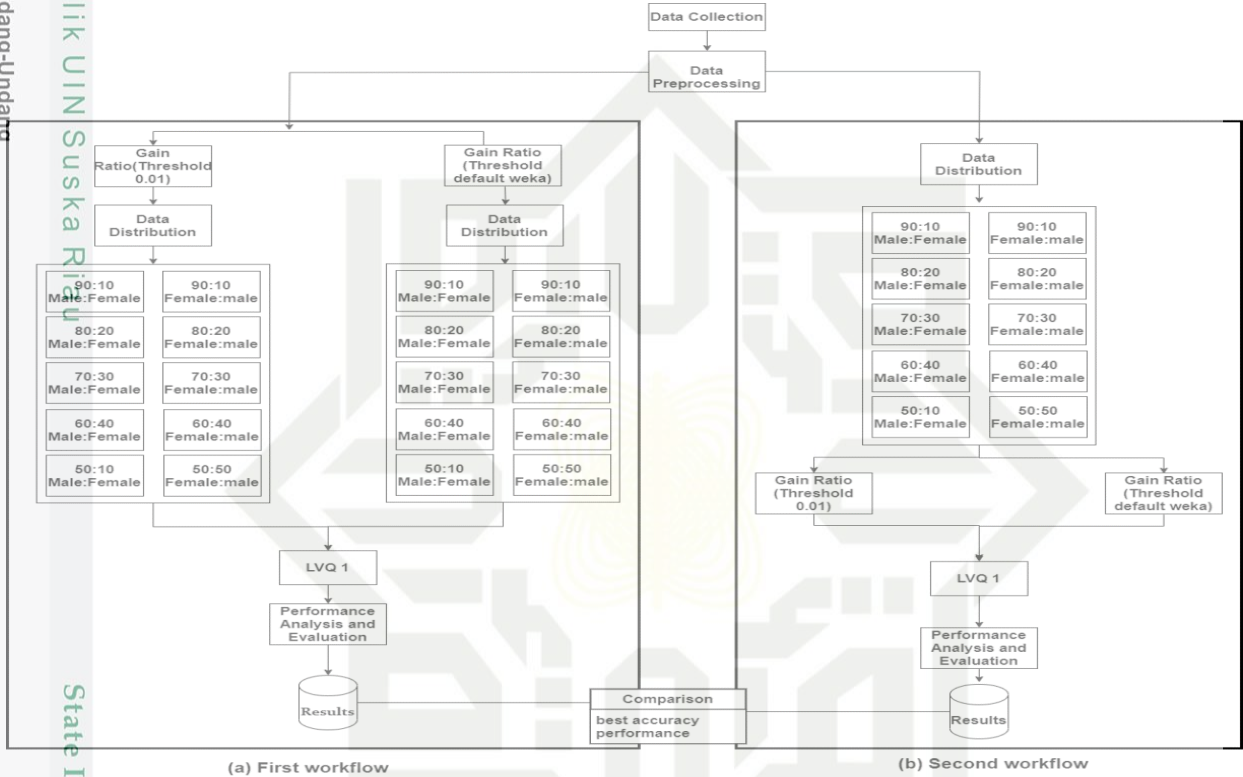 Data Collection
Data
Preprocessing
lik UIN Suska Riau
dang-Undang
State I
Gain
Ratio(Threshold
0.01)
Data
Distribution
90:10
Male:Female
90:10
Female:male
80:20
Male:Female
80:20
Female:male
70:30
Male:Female
70:30
Female:male
60:40
Male:Female
60:40
Female:male
50:10
Male:Female
50:50
Female:male
Gain Ratio
(Threshold
default weka)
Data
Distribution
90:10
Male:Female
90:10
Female:male
80:20
Male:Female
80:20
Female:male
70:30
Male:Female
70:30
Female:male
60:40
Male:Female
60:40
Female:male
50:10
Male:Female
50:50
Female:male
LVQ 1
Performance
Analysis and
Evaluation
Results
(a) First workflow
Comparison
best accuracy
performance
Data
Distribution
90:10
Male:Female
90:10
Female:male
80:20
Male:Female
80:20
Female:male
70:30
Male:Female
70:30
Female:male
60:40
Male:Female
60:40
Female:male
50:10
Male:Female
50:50
Female:male
Gain Ratio
(Threshold
0.01)
Gain Ratio
(Threshold
default weka)
LVQ 1
Performance
Analysis and
Evaluation
Results
(b) Second workflow